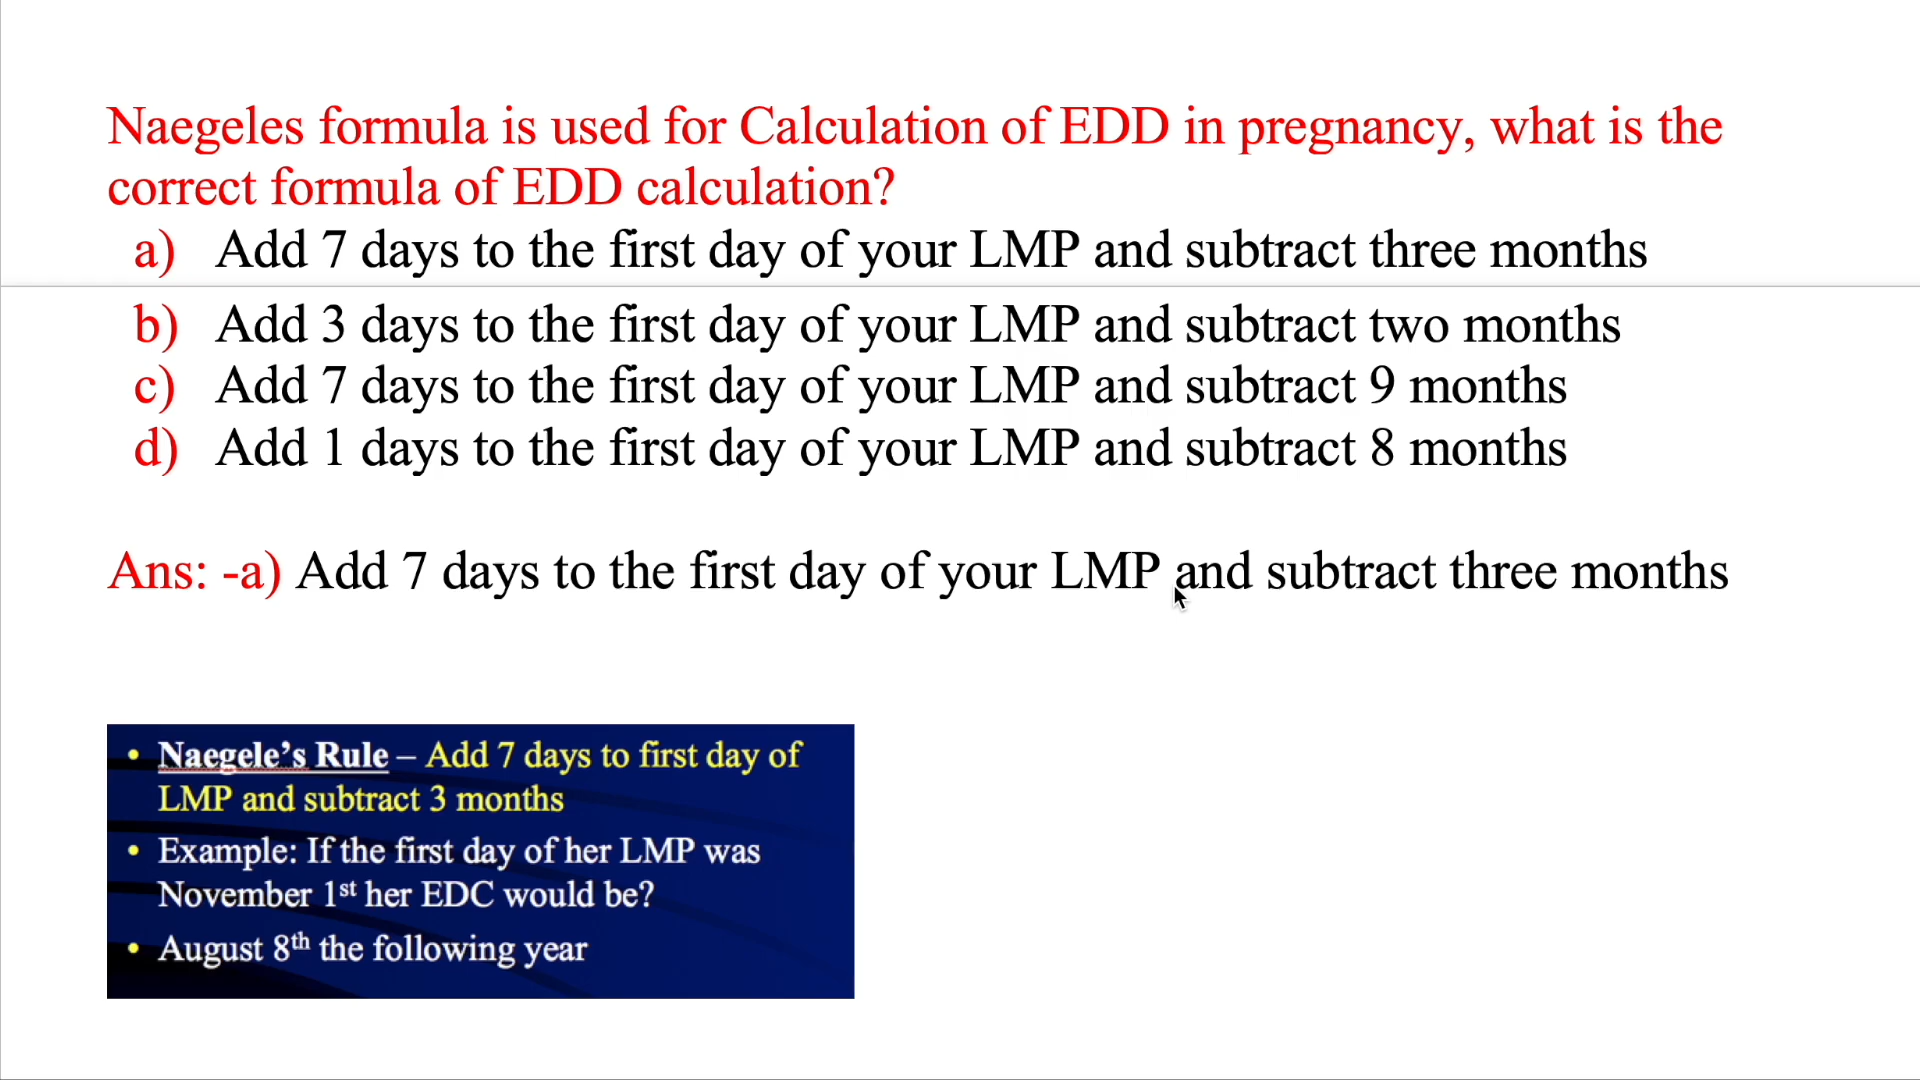 Naegeles formula is used for Calculation of EDD in pregnancy, what is the
correct formula of EDD calculation?
a) Add 7 days to the first day of your LMP and subtract three months
b) Add 3 days to the first day of your LMP and subtract two months
c) Add 7 days to the first day of your LMP and subtract 9 months
d) Add 1 days to the first day of your LMP and subtract 8 months
Ans: -a) Add 7 days to the first day of your LMP and subtract three months
• Naegele's Rule – Add 7 days to first day of
LMP and subtract 3 months
• Example: If the first day of her LMP was
November 1st her EDC would be?
• August 8th the following year